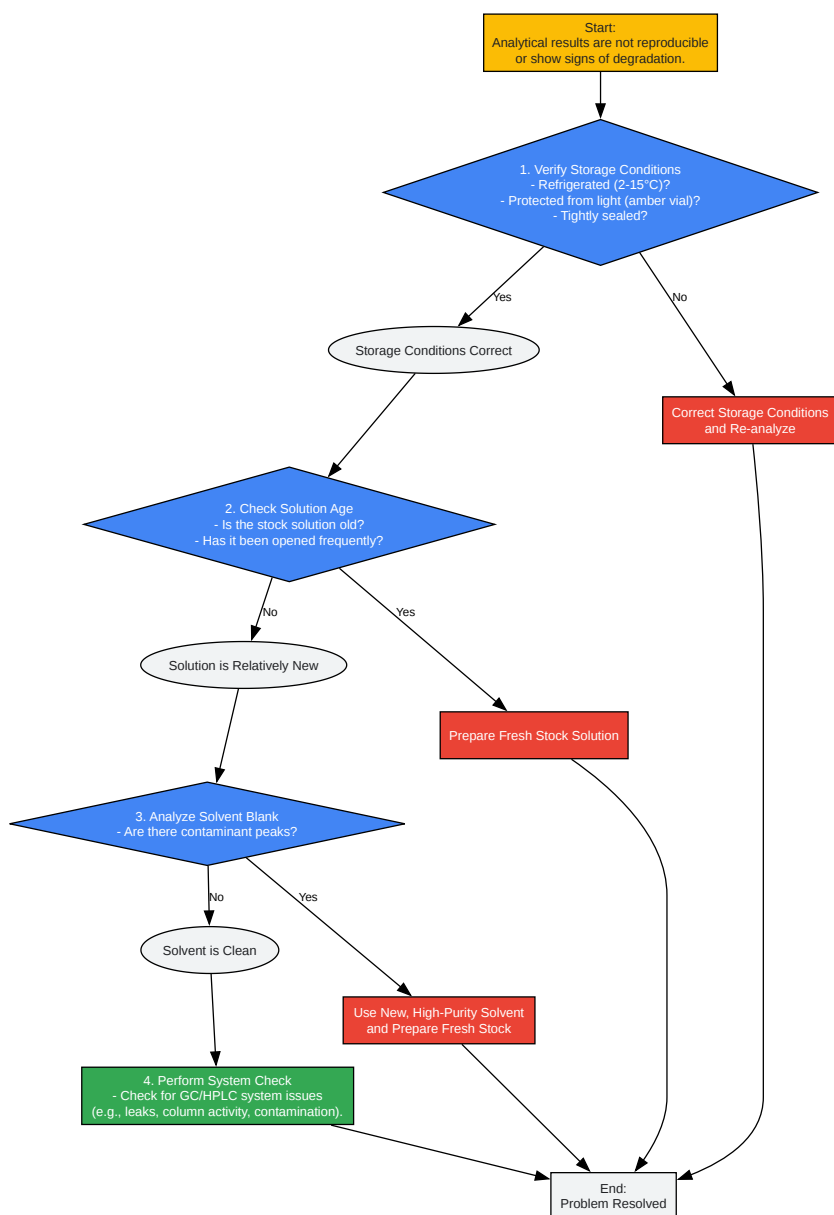 Start:
Analytical results are not reproducible
or show signs of degradation.
1. Verify Storage Conditions
- Refrigerated (2-15°C)?
- Protected from light (amber vial)?
- Tightly sealed?
Yes
No
Storage Conditions Correct
Correct Storage Conditions
and Re-analyze
2. Check Solution Age
- Is the stock solution old?
- Has it been opened frequently?
No
Yes
Solution is Relatively New
Prepare Fresh Stock Solution
3. Analyze Solvent Blank
- Are there contaminant peaks?
No
Yes
Solvent is Clean
Use New, High-Purity Solvent
and Prepare Fresh Stock
4. Perform System Check
- Check for GC/HPLC system issues
(e.g., leaks, column activity, contamination).
End:
Problem Resolved